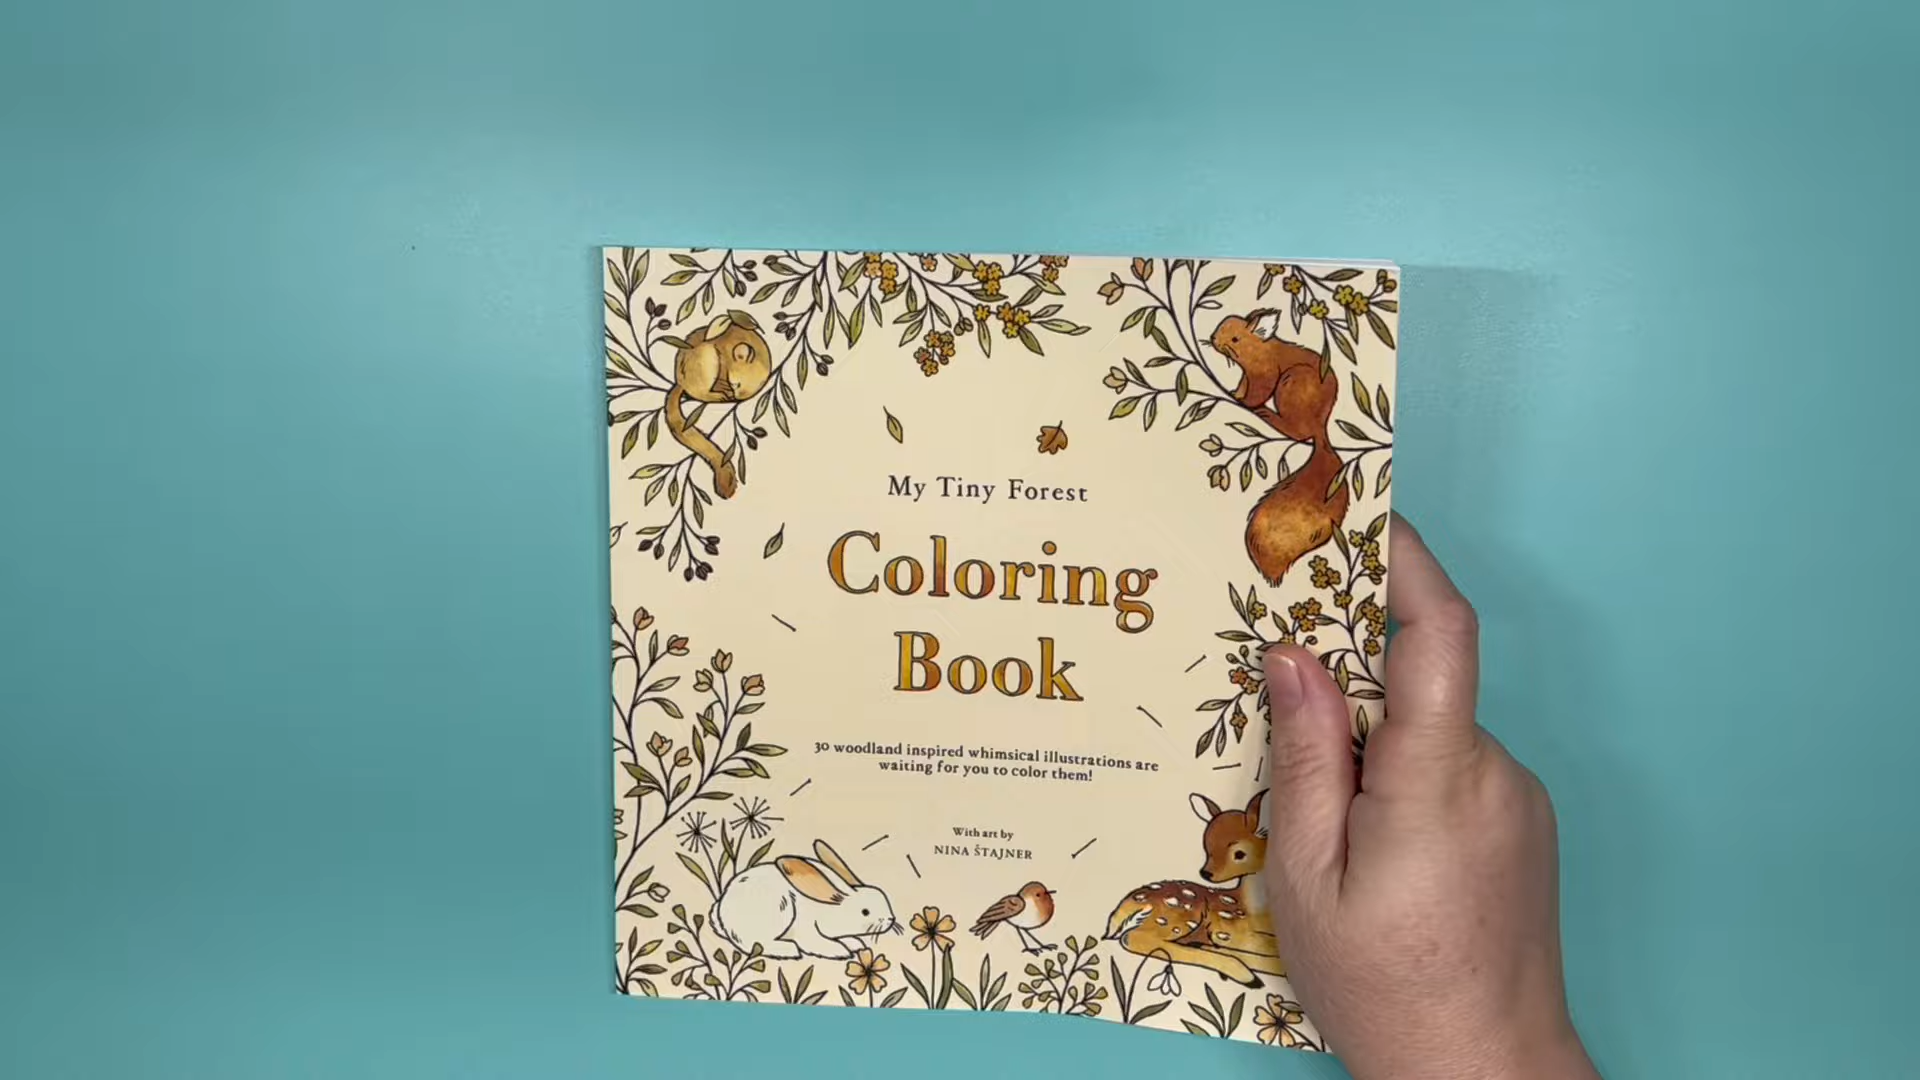 My Tiny Forest
Coloring
Book
30 woodland inspired whimsical illustrations are
waiting for you to color them!
With art by
NINA ŠTAJNER